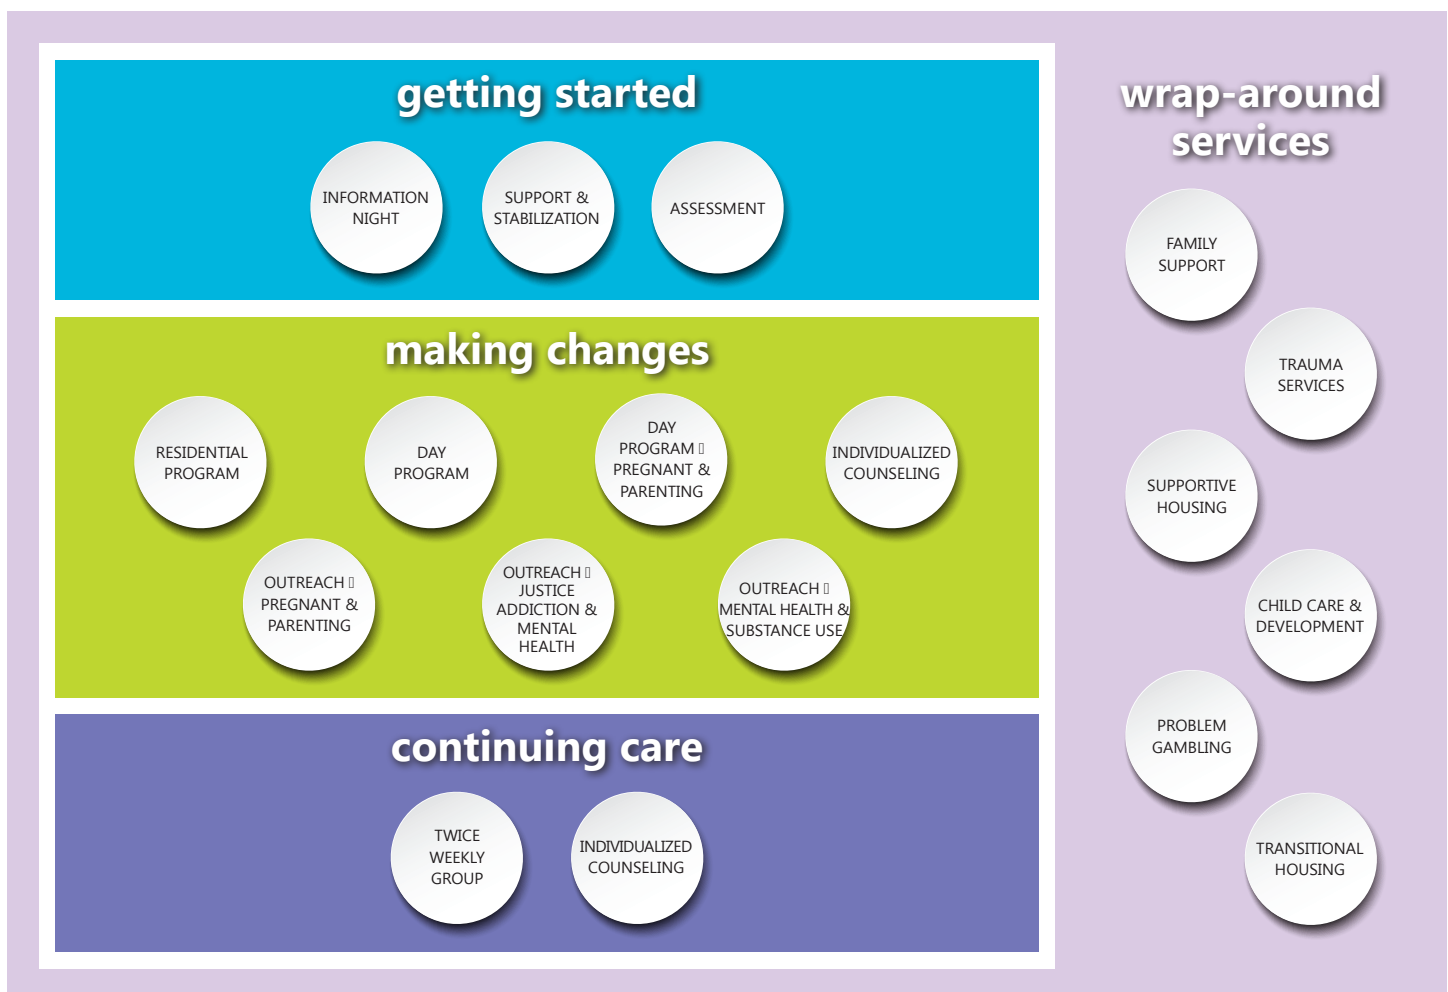 getting started
INFORMATION
NIGHT
SUPPORT &
STABILIZATION
ASSESSMENT
making changes
RESIDENTIAL
PROGRAM
DAY
PROGRAM
DAY
PROGRAM ▯
PREGNANT &
PARENTING
INDIVIDUALIZED
COUNSELING
OUTREACH ▯
PREGNANT &
PARENTING
OUTREACH ▯
JUSTICE
ADDICTION &
MENTAL
HEALTH
OUTREACH ▯
MENTAL HEALTH &
SUBSTANCE USE
continuing care
TWICE
WEEKLY
GROUP
INDIVIDUALIZED
COUNSELING
wrap-around
services
FAMILY
SUPPORT
TRAUMA
SERVICES
SUPPORTIVE
HOUSING
CHILD CARE &
DEVELOPMENT
PROBLEM
GAMBLING
TRANSITIONAL
HOUSING